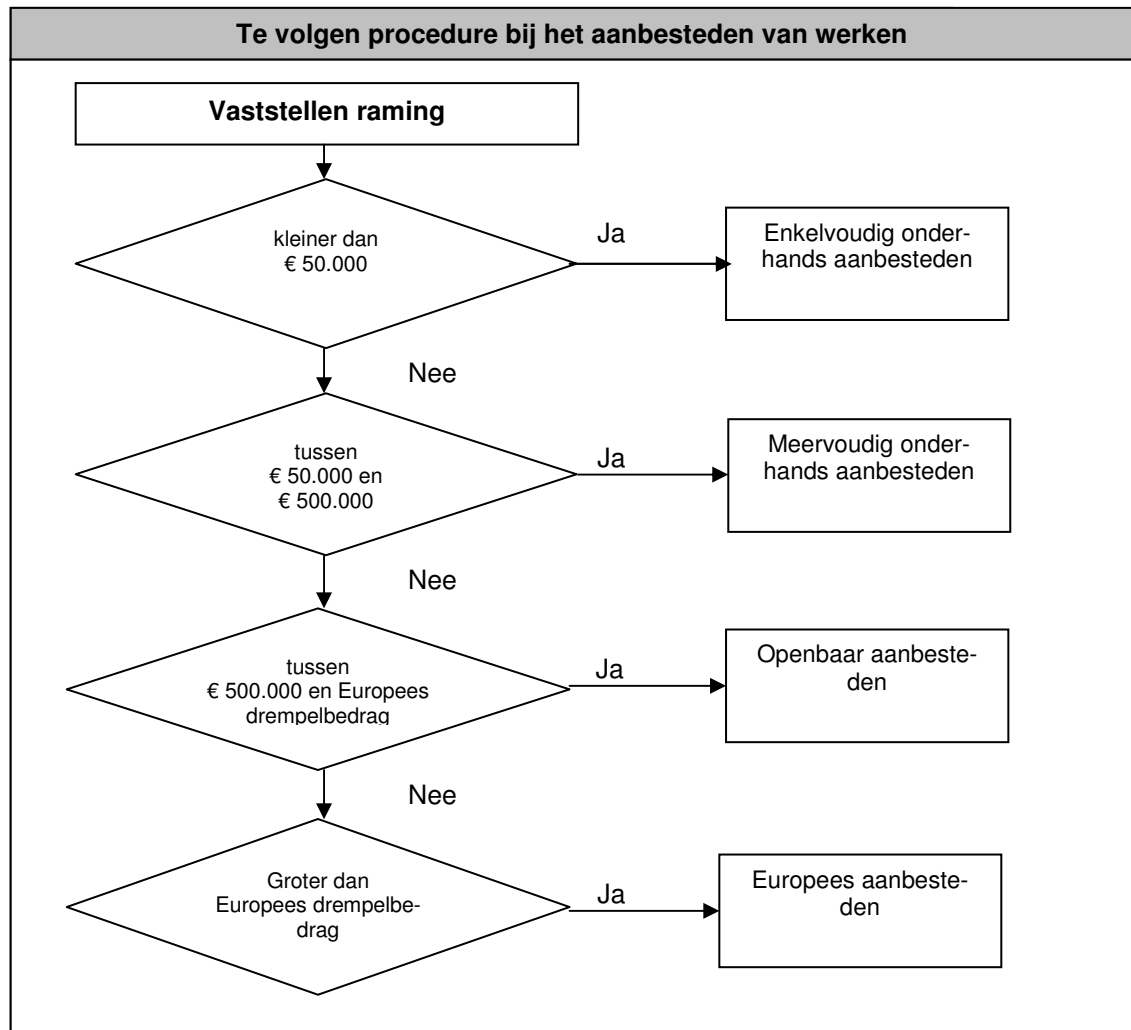 Te volgen procedure bij het aanbesteden van werken
Vaststellen raming
kleiner dan
€ 50.000
Ja
Enkelvoudig onder-
hands aanbesteden
Nee
tussen
€ 50.000 en
€ 500.000
Ja
Meervoudig onder-
hands aanbesteden
Nee
tussen
€ 500.000 en Europees
drempelbedrag
Ja
Openbaar aanbeste-
den
Nee
Groter dan
Europees drempelbe-
drag
Ja
Europees aanbeste-
den